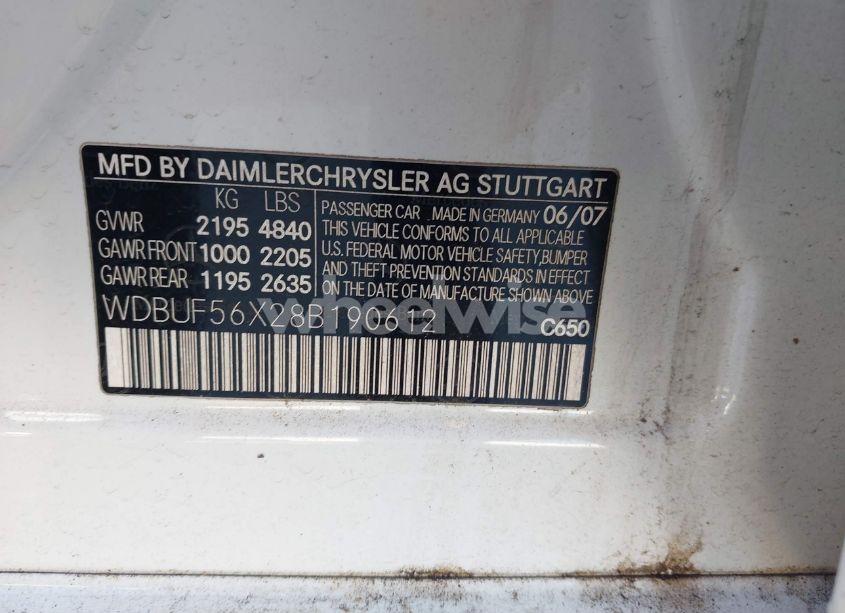 MFD BY DAIMLERCHRYSLER AG STUTTGART
KG LBS
GVWR 2195 4840
GAWR FRONT 1000 2205
GAWR REAR 1195 2635
PASSENGER CAR MADE IN GERMANY 06/07
THIS VEHICLE CONFORMS TO ALL APPLICABLE
U.S. FEDERAL MOTOR VEHICLE SAFETY, BUMPER
AND THEFT PREVENTION STANDARDS IN EFFECT
ON THE DATE OF MANUFACTURE SHOWN ABOVE.
WDBUF56X28B190612
C650
wheelwise